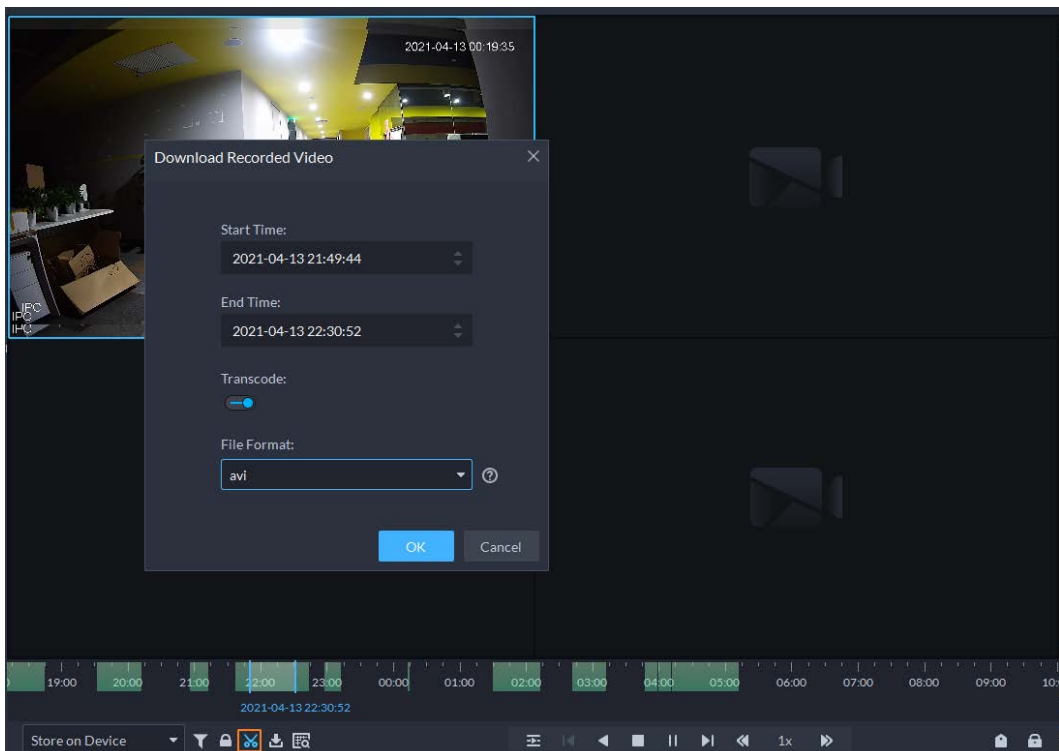 2021-04-13 00:19:35
Download Recorded Video
Start Time:
2021-04-13 21:49:44
End Time:
2021-04-13 22:30:52
Transcode:
File Format:
avi
OK Cancel
IPC
IPC
IPC
19:00 20:00 21:00 22:00 23:00 00:00 01:00 02:00 03:00 04:00 05:00 06:00 07:00 08:00 09:00 10:
2021-04-13 22:30:52
Store on Device 1x